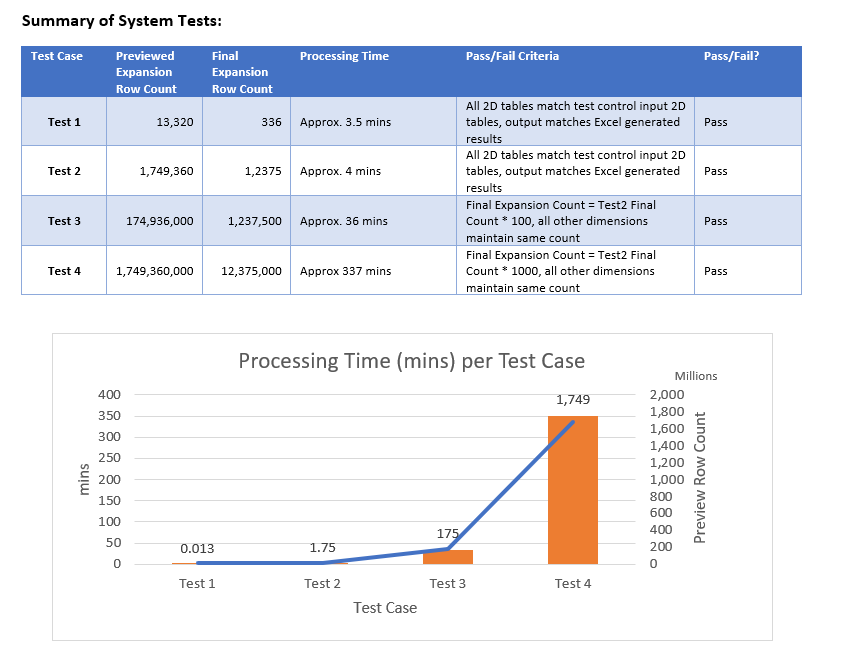 Summary of System Tests:
Test Case Previewed Final Processing Time Pass/Fail Criteria Pass/Fail?
Expansion Expansion
Row Count Row Count
All 2D tables match test control input 2D
Test 1 13,320 336 Approx. 3.5 mins tables, output matches Excel generated Pass
results
All 2D tables match test control input 2D
Test 2 1,749,360 1,2375 Approx. 4 mins tables, output matches Excel generated Pass
results
Final Expansion Count = Test2 Final
Test 3 174,936,000 1,237,500 Approx. 36 mins Count * 100, all other dimensions Pass
maintain same count
Final Expansion Count = Test2 Final
Test 4 1,749,360,000 12,375,000 Approx 337 mins Count * 1000, all other dimensions Pass
maintain same count
Processing Time (mins) per Test Case
Millions
400 1,749 2,000
350 1,800
300 1,600
250 1,400
200 1,200
150 1,000
100 800
50 600
0 400
200
0
mins
Preview Row Count
0.013 1.75 175
Test 1 Test 2 Test 3 Test 4
Test Case